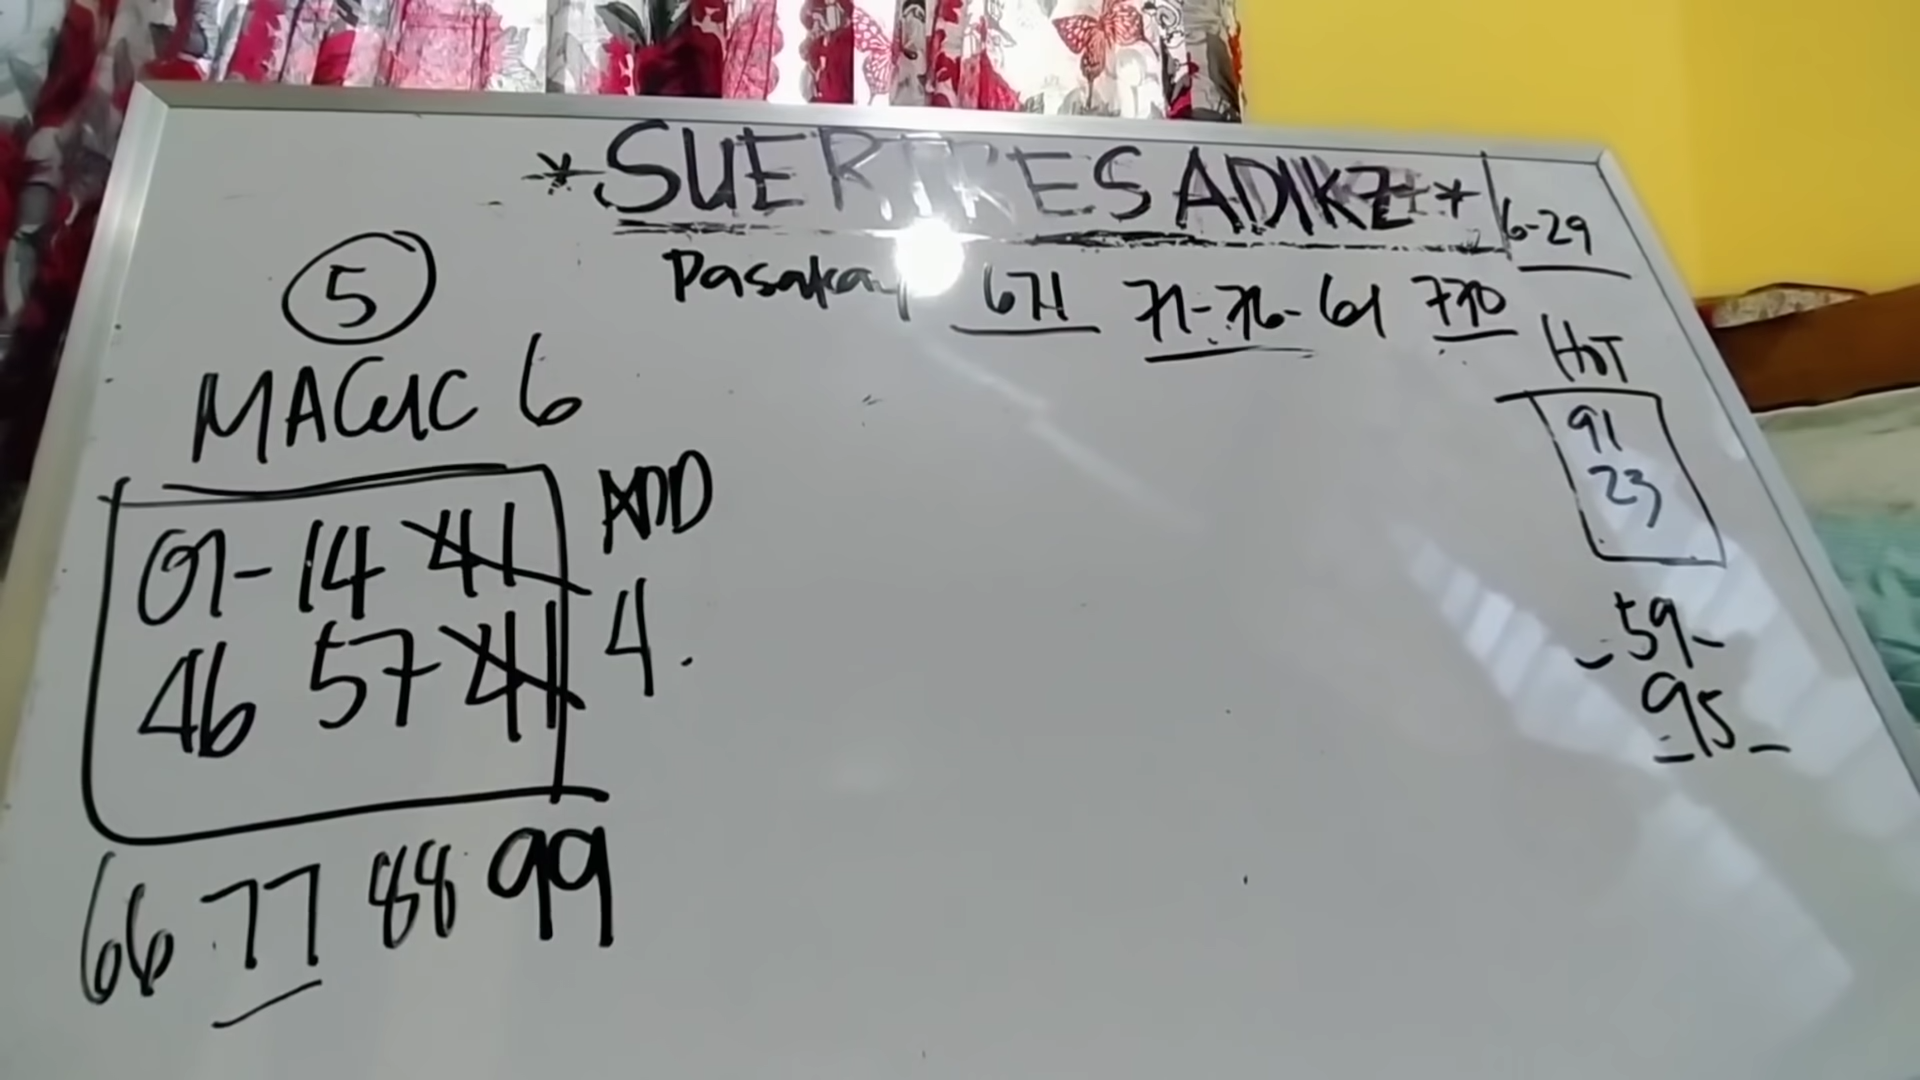 *SUERTRES ADIKZ*
6-29
Pasakay 671 71-76-61 770
5
MAGIC 6
01-14 41
46 57 41
ADD
4.
66 77 88 99
HOT
91
23
-59-
-95-